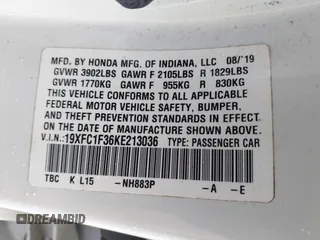 MFD. BY HONDA MFG. OF INDIANA, LLC 08/'19
GVWR 3902LBS GAWR F 2105LBS R 1829LBS
GVWR 1770KG GAWR F 955KG R 830KG
THIS VEHICLE CONFORMS TO ALL APPLICABLE
FEDERAL MOTOR VEHICLE SAFETY, BUMPER,
AND THEFT PREVENTION STANDARDS IN EFFECT
ON THE DATE OF MANUFACTURE SHOWN ABOVE.
V.I.N.:19XFC1F36KE213036 TYPE: PASSENGER CAR
TBC K L15 -NH883P -A -E
DREAMBID